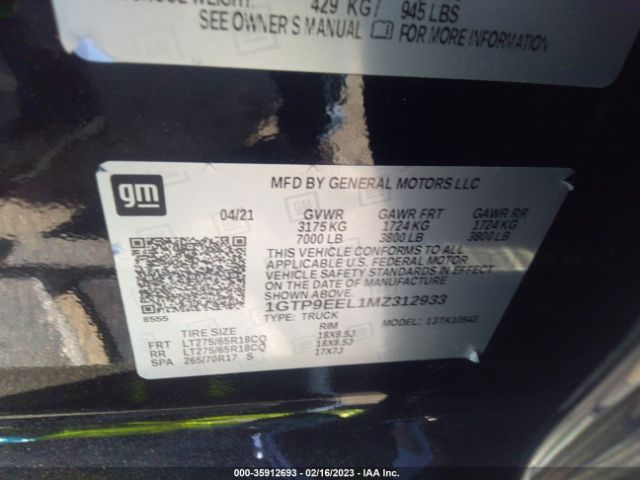 429 KG / 945 LBS
SEE OWNER'S MANUAL FOR MORE INFORMATION
gm
MFD BY GENERAL MOTORS LLC
04/21 GVWR GAWR FRT GAWR RR
3175 KG 1724 KG 1724 KG
7000 LB 3800 LB 3800 LB
THIS VEHICLE CONFORMS TO ALL
APPLICABLE U.S. FEDERAL MOTOR
VEHICLE SAFETY STANDARDS IN EFFECT
ON THE DATE OF MANUFACTURE
SHOWN ABOVE.
1GTP9EEL1MZ312933
8555
TYPE: TRUCK MODEL: 12TK10543
TIRE SIZE RIM
FRT LT275/65R18CQ 18X8.5J
RR LT275/65R18CQ 18X8.5J
SPA 265/70R17 S 17X7J
000-35912693 - 02/16/2023 - IAA Inc.